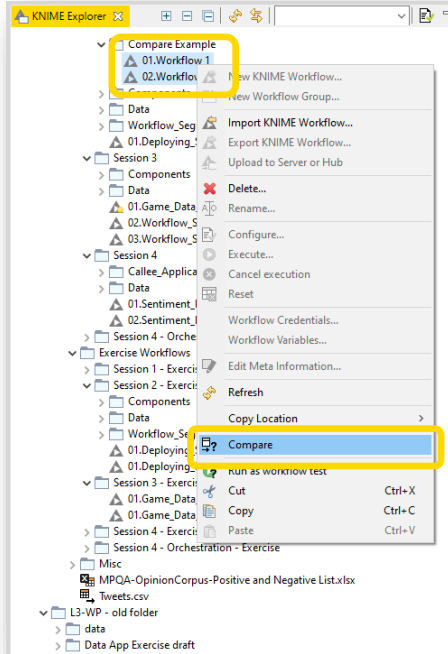 KNIME Explorer
Compare Example
01.Workflow 1
02.Workflow
New KNIME Workflow...
Components
New Workflow Group...
Data
Workflow_Seg
Import KNIME Workflow...
01.Deploying_S
Export KNIME Workflow...
Session 3
Upload to Server or Hub
Components
Data
Delete...
01.Game_Data_
Rename...
02.Workflow_S
03.Workflow_S
Configure...
Session 4
Execute...
Callee_Applica
Cancel execution
Data
Reset
01.Sentiment_
02.Sentiment_
Workflow Credentials...
Session 4 - Orche
Workflow Variables...
Exercise Workflows
Session 1 - Exercis
Edit Meta Information...
Session 2 - Exercis
Refresh
Components
Data
Copy Location
Workflow_Seg
Compare
01.Deploying_S
01.Deploying_
Run as workflow test
Session 3 - Exercis
Cut Ctrl+X
01.Game_Data_
01.Game_Data_
Copy Ctrl+C
Session 4 - Exercis
Paste Ctrl+V
Session 4 - Orchestration - Exercise
Misc
MPQA-OpinionCorpus-Positive and Negative List.xlsx
Tweets.csv
L3-WP - old folder
data
Data App Exercise draft